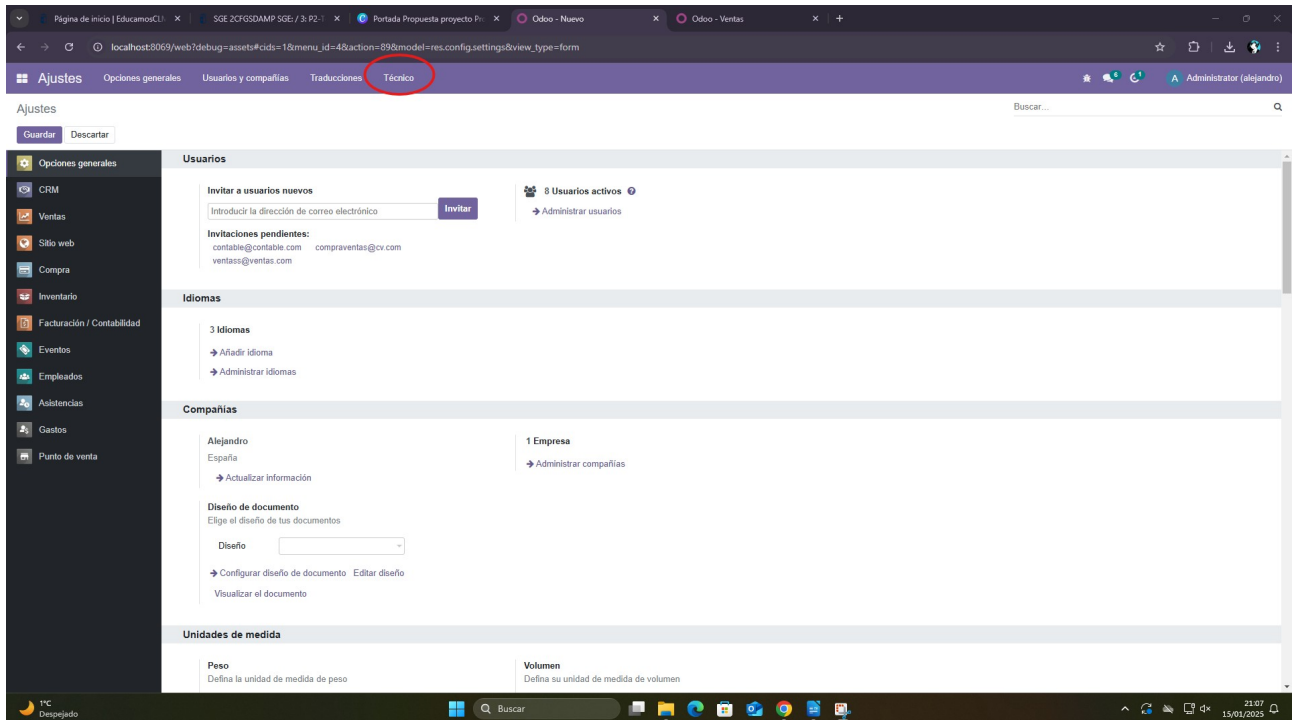 Página de inicio | EducamosCL
SGE 2CFGSDAMP SGE: / 3: P2-
Portada Propuesta proyecto Pr
Odoo - Nuevo
Odoo - Ventas
localhost:8069/web?debug=assets#cids=1&menu_id=4&action=89&model=res.config.settings&view_type=form
Ajustes Opciones generales Usuarios y compañías Traducciones Técnico 6 1 A Administrator (alejandro)
Ajustes Buscar...
Guardar Descartar
Opciones generales
CRM
Ventas
Sitio web
Compra
Inventario
Facturación / Contabilidad
Eventos
Empleados
Asistencias
Gastos
Punto de venta
Usuarios
Invitar a usuarios nuevos
Introducir la dirección de correo electrónico Invitar
Invitaciones pendientes:
contable@contable.com compraventas@cv.com
ventass@ventas.com
8 Usuarios activos ?
Administrar usuarios
Idiomas
3 Idiomas
Añadir idioma
Administrar idiomas
Compañías
Alejandro
España
Actualizar información
1 Empresa
Administrar compañías
Diseño de documento
Elige el diseño de tus documentos
Diseño
Configurar diseño de documento Editar diseño
Visualizar el documento
Unidades de medida
Peso
Defina la unidad de medida de peso
Volumen
Defina su unidad de medida de volumen
1°C
Despejado
Buscar
21:07
15/01/2025